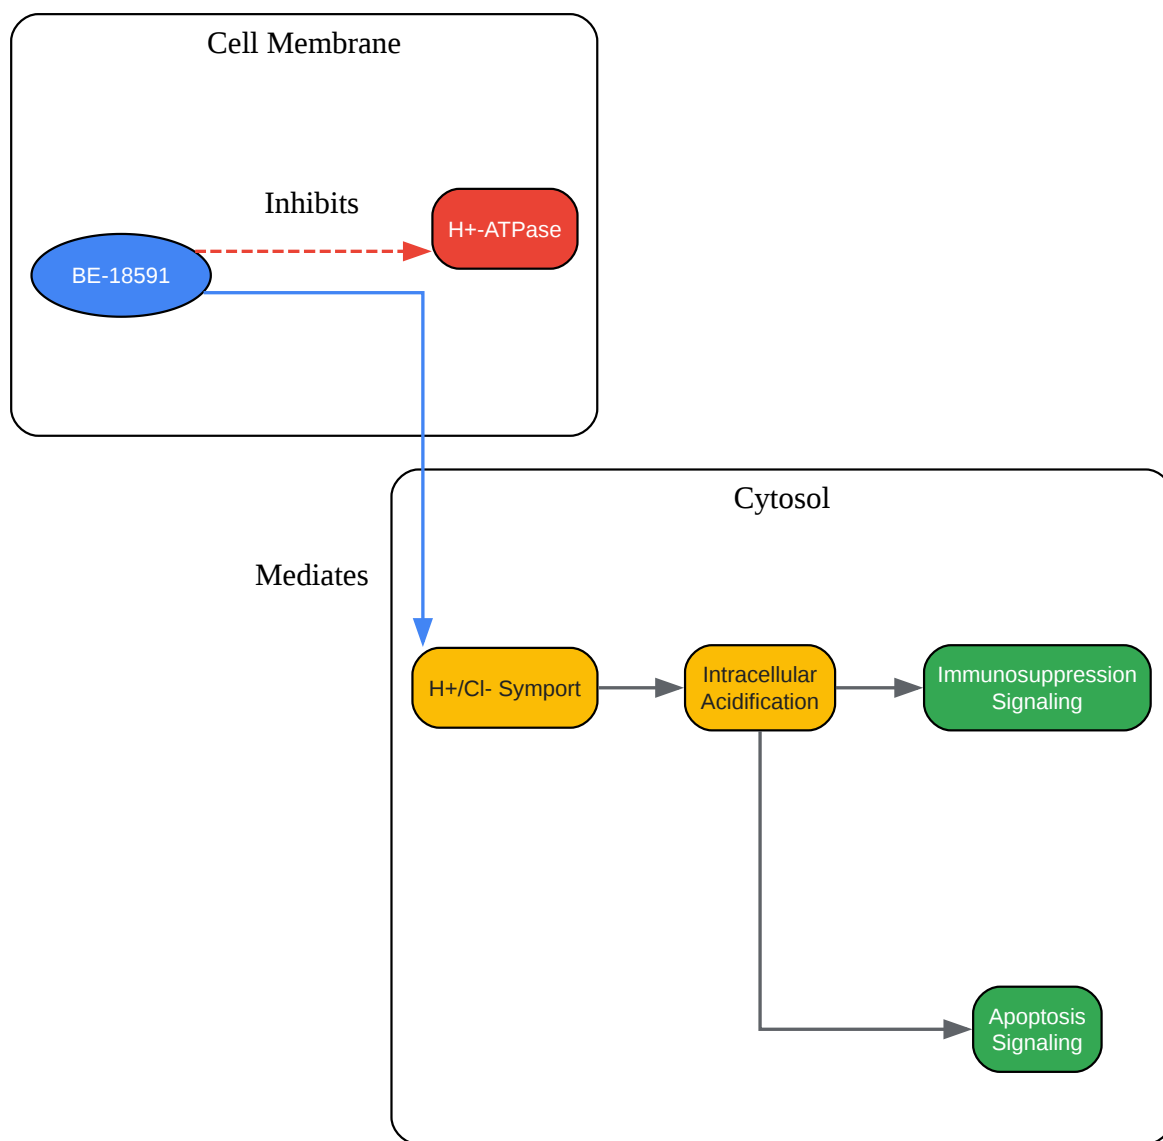 Cell Membrane
Inhibits
H+-ATPase
BE-18591
Cytosol
Mediates
H+/Cl- Symport
Intracellular
Acidification
Immunosuppression
Signaling
Apoptosis
Signaling